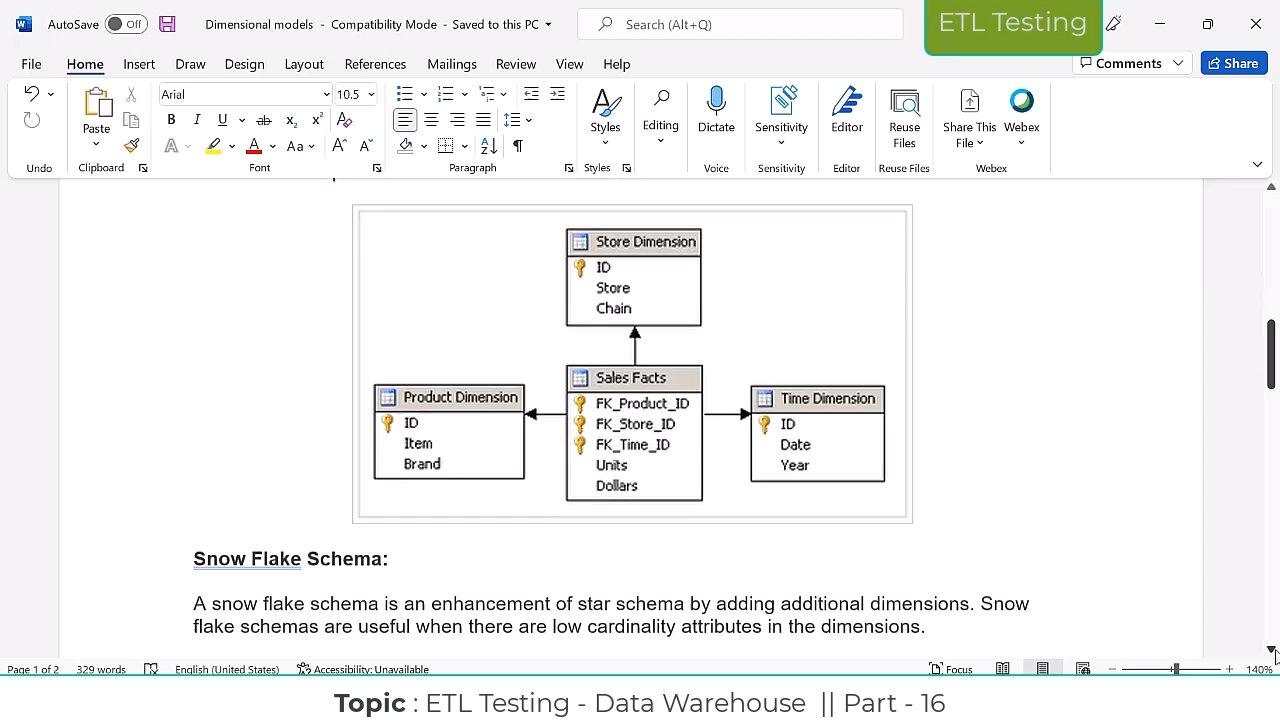 AutoSave Off Dimensional models - Compatibility Mode - Saved to this PC Search (Alt+Q) ETL Testing
File Home Insert Draw Design Layout References Mailings Review View Help Comments Share
Arial 10.5
Paste Styles Editing Dictate Sensitivity Editor Reuse Files Share This File Webex
Undo Clipboard Font Paragraph Styles Voice Sensitivity Editor Reuse Files Webex
Store Dimension
ID
Store
Chain
Product Dimension
ID
Item
Brand
Sales Facts
FK_Product_ID
FK_Store_ID
FK_Time_ID
Units
Dollars
Time Dimension
ID
Date
Year
Snow Flake Schema:
A snow flake schema is an enhancement of star schema by adding additional dimensions. Snow
flake schemas are useful when there are low cardinality attributes in the dimensions.
Page 1 of 2 329 words English (United States) Accessibility: Unavailable Focus 140%
Topic : ETL Testing - Data Warehouse || Part - 16